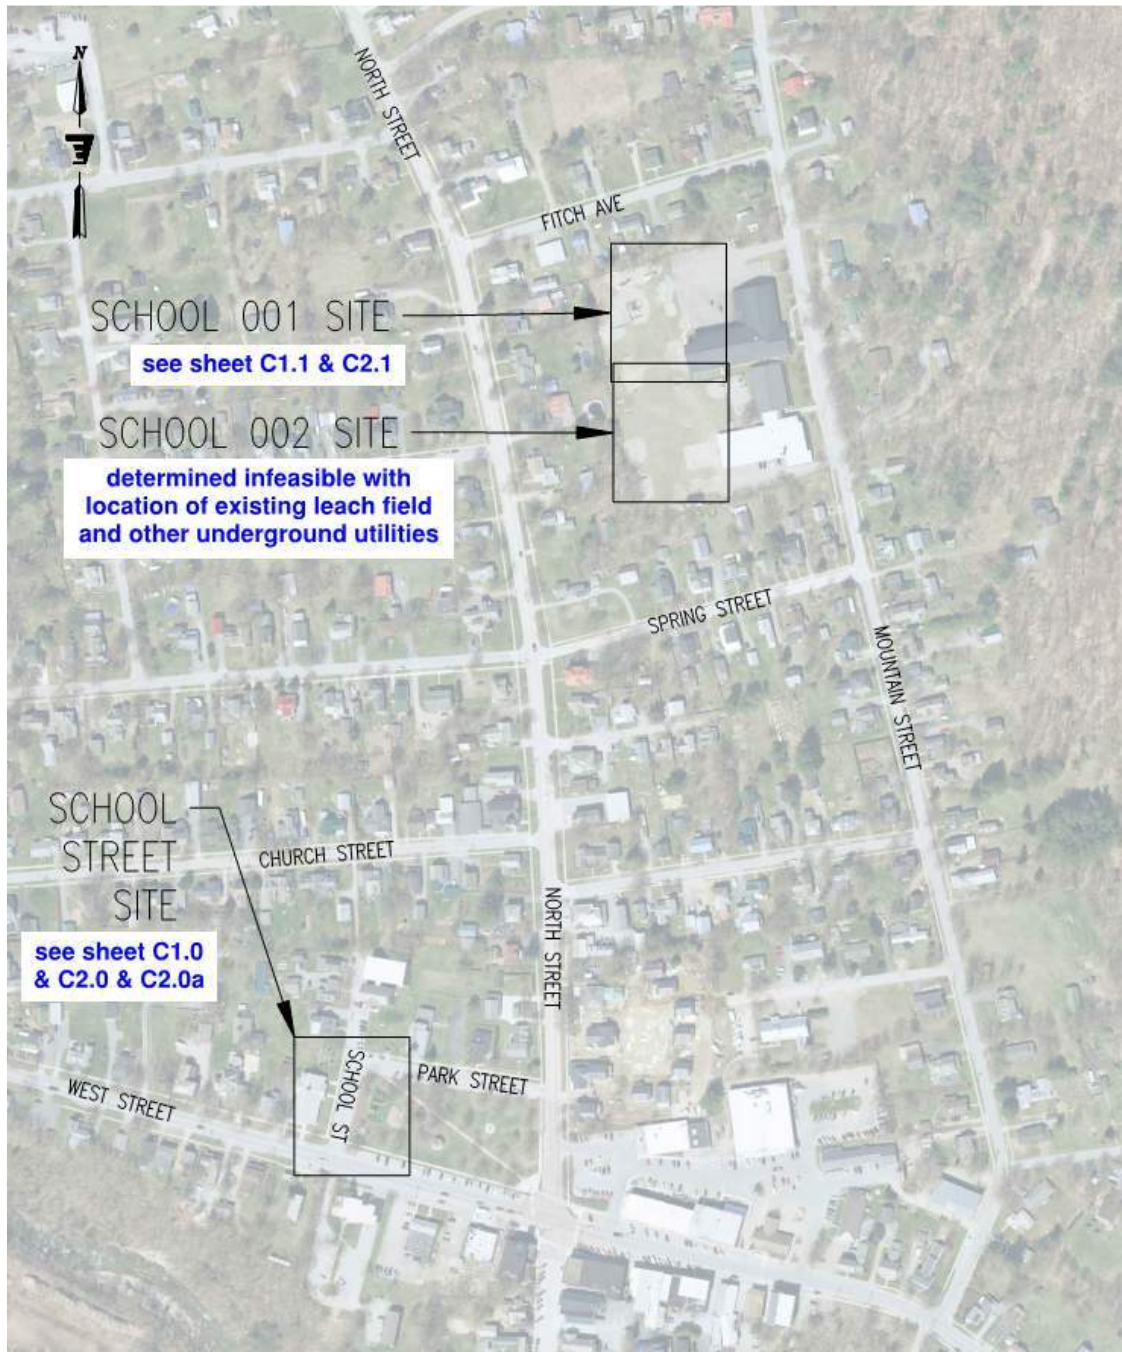 N
NORTH STREET
FITCH AVE
SCHOOL 001 SITE
see sheet C1.1 & C2.1
SCHOOL 002 SITE
determined infeasible with
location of existing leach field
and other underground utilities
SPRING STREET
MOUNTAIN STREET
SCHOOL
STREET
SITE
see sheet C1.0
& C2.0 & C2.0a
CHURCH STREET
NORTH STREET
SCHOOL ST
PARK STREET
WEST STREET